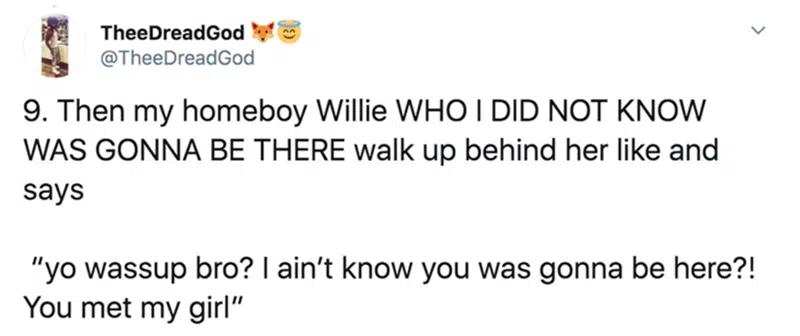 TheeDreadGod 🦊😇
@TheeDreadGod
9. Then my homeboy Willie WHO I DID NOT KNOW
WAS GONNA BE THERE walk up behind her like and
says
"yo wassup bro? I ain't know you was gonna be here?!
You met my girl"